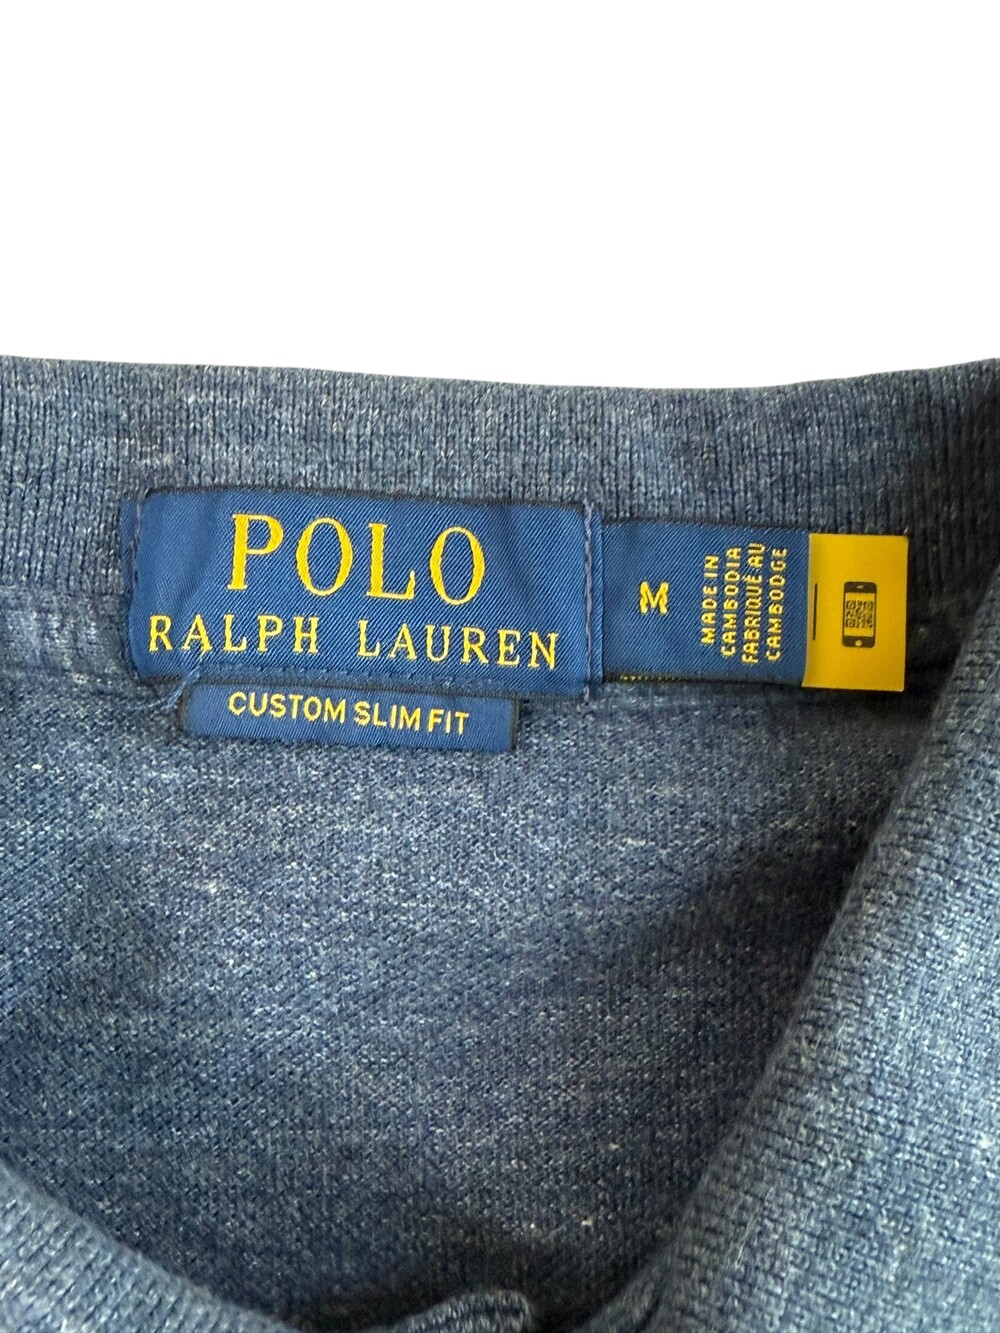 POLO
RALPH LAUREN
CUSTOM SLIM FIT
M
MADE IN
CAMBODIA
FABRIQUÉ AU
CAMBODGE